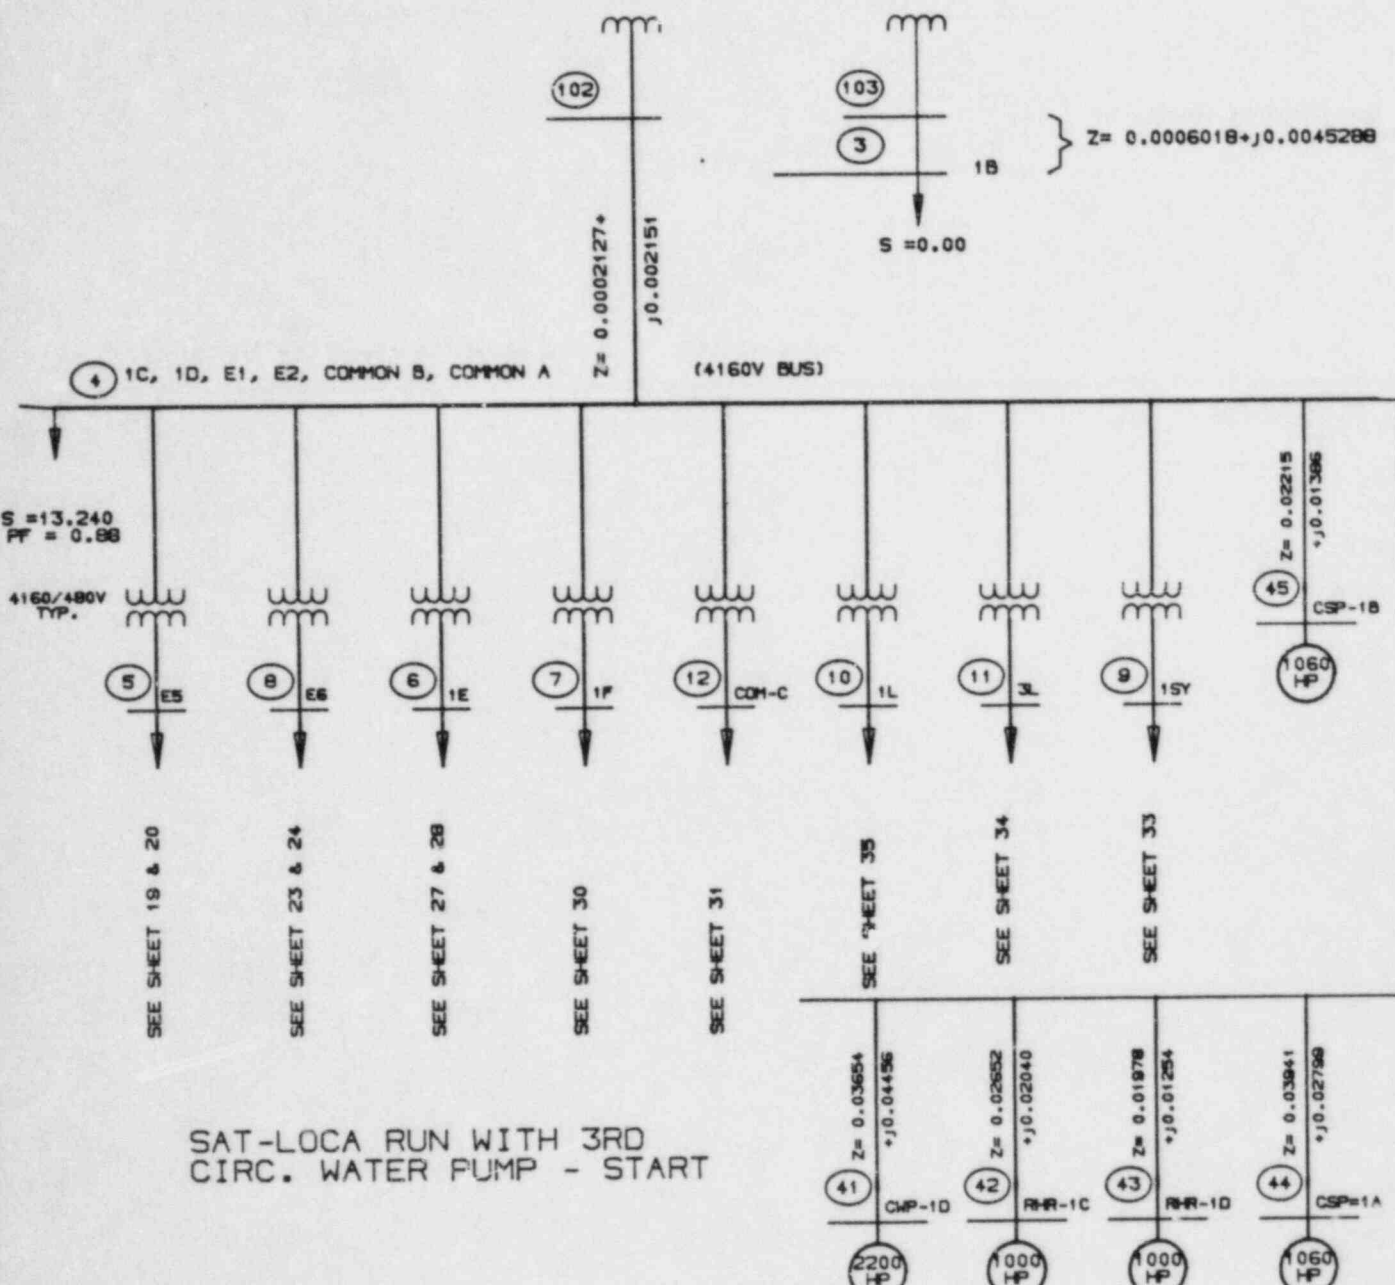 102
103
3
1B
Z= 0.0006018+j0.0045288
S =0.00
Z= 0.0002127+
j0.002151
4
1C, 1D, E1, E2, COMMON B, COMMON A
(4160V BUS)
S =13.240
PF = 0.88
4160/480V
TYP.
Z= 0.02215
+j0.01386
45
CSP-1B
1060
HP
5
E5
8
E6
6
1E
7
1F
12
COM-C
10
1L
11
3L
9
1SY
SEE SHEET 19 & 20
SEE SHEET 23 & 24
SEE SHEET 27 & 28
SEE SHEET 30
SEE SHEET 31
SEE SHEET 35
SEE SHEET 34
SEE SHEET 33
Z= 0.03654
+j0.04456
Z= 0.02652
+j0.02040
Z= 0.01978
+j0.01254
Z= 0.03941
+j0.02799
SAT-LOCA RUN WITH 3RD
CIRC. WATER PUMP - START
41
CWP-1D
42
RHR-1C
43
RHR-1D
44
CSP=1A
2200
HP
1000
HP
1000
HP
1060
HP